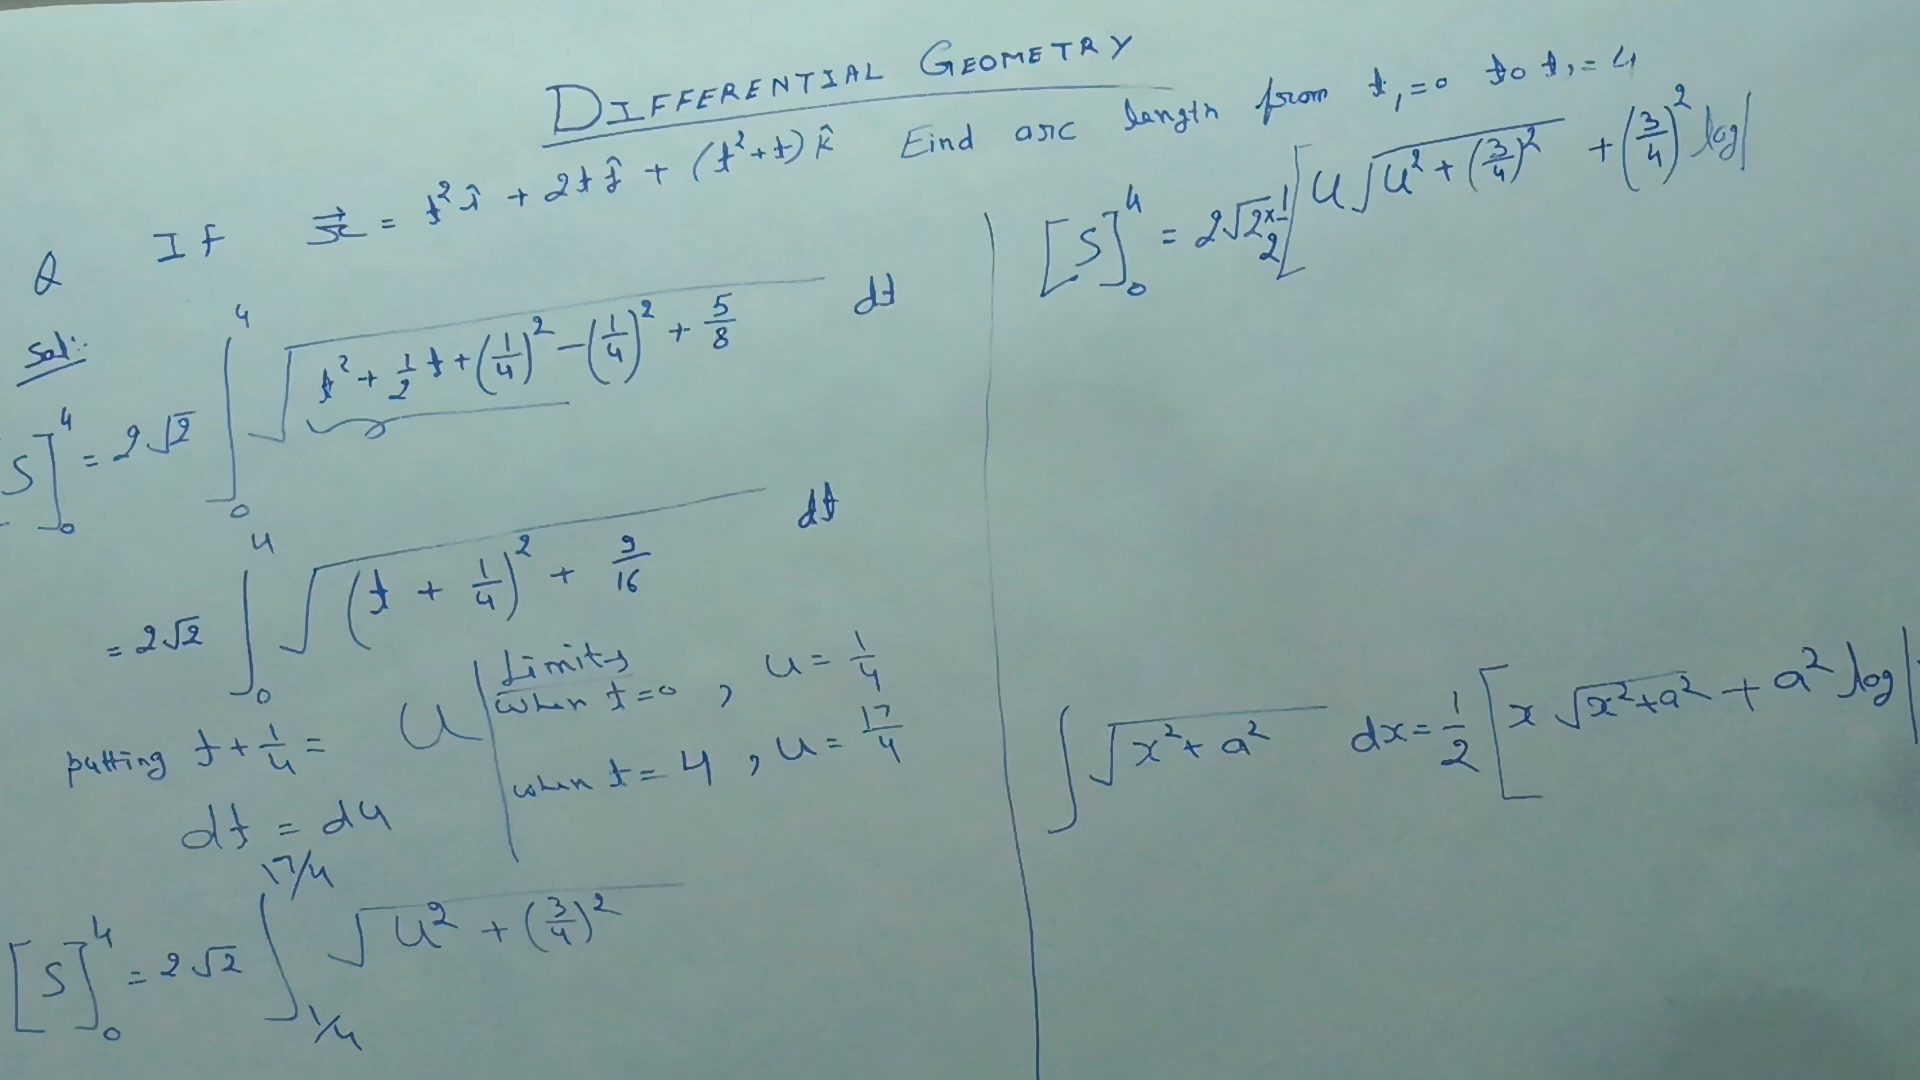 DIFFERENTIAL GEOMETRY
Q If r⃗ = t² î + 2t ĵ + (t²+t) k̂ Find arc length from t₁=0 to t₁=4
Sol:
[S]₀⁴ = 2√2 ∫₀⁴ √(t² + 1/2 t + (1/4)² − (1/4)² + 5/8) dt
= 2√2 ∫₀⁴ √((t + 1/4)² + 9/16) dt
putting t + 1/4 = u
dt = du
Limits
when t=0 , u = 1/4
when t = 4 , u = 17/4
[S]₀⁴ = 2√2 ∫_{1/4}^{17/4} √(u² + (3/4)²)
[S]₀⁴ = 2√2 × 1/2 [u √(u² + (3/4)²) + (3/4)² log|
∫ √(x² + a²) dx = 1/2 [x √(x²+a²) + a² log|